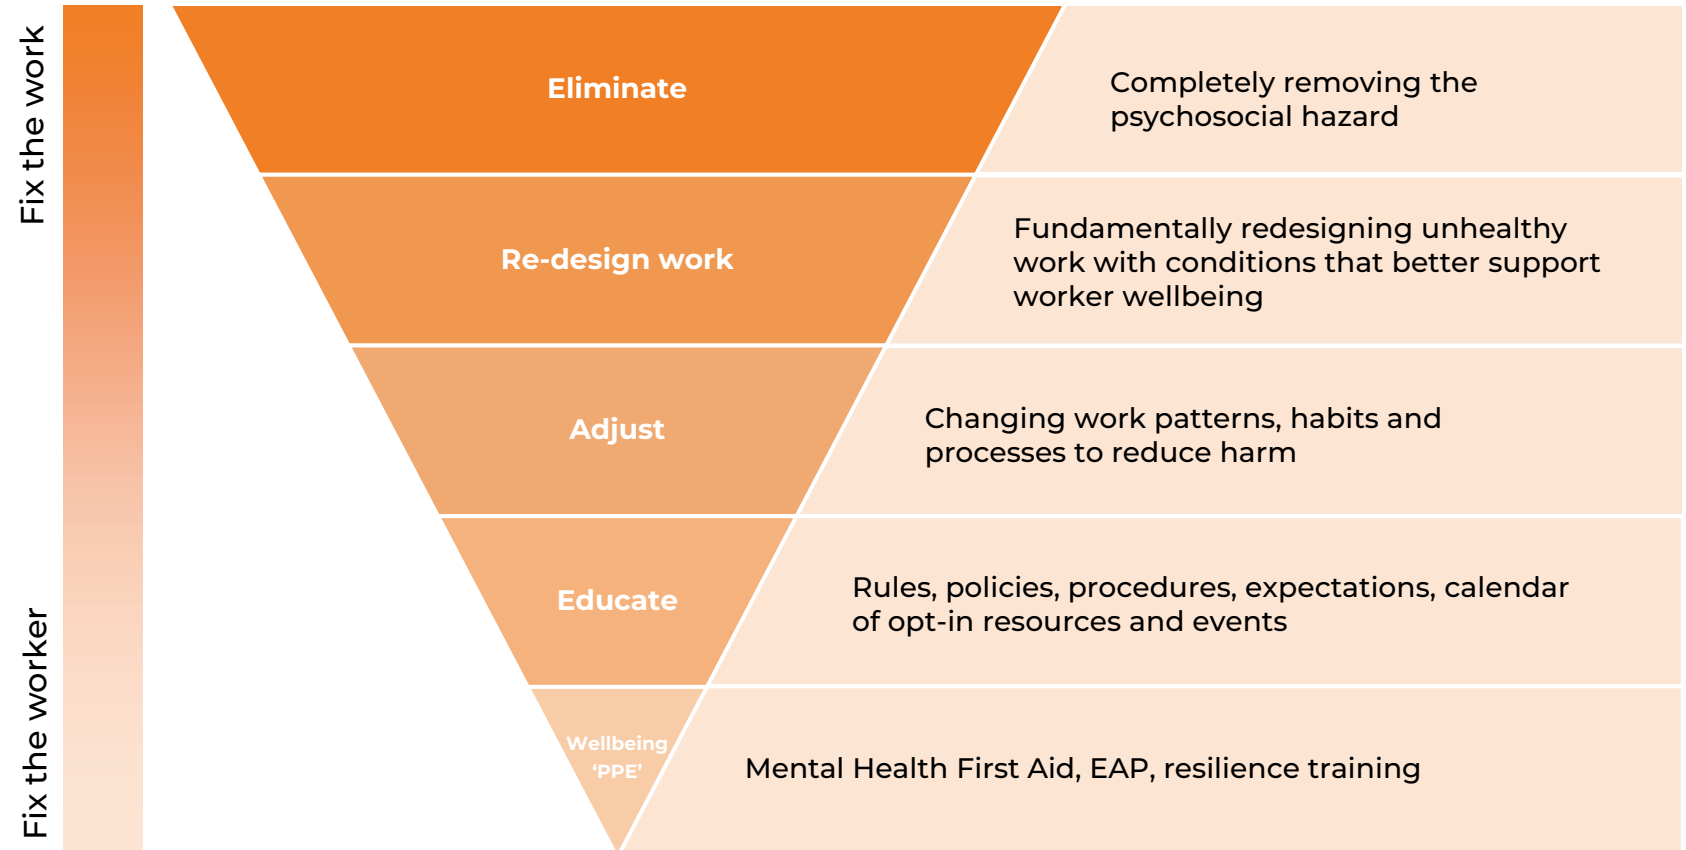 Fix the work
Eliminate
Completely removing the
psychosocial hazard
Re-design work
Fundamentally redesigning unhealthy
work with conditions that better support
worker wellbeing
Adjust
Changing work patterns, habits and
processes to reduce harm
Educate
Rules, policies, procedures, expectations, calendar
of opt-in resources and events
Fix the worker
Wellbeing
‘PPE’
Mental Health First Aid, EAP, resilience training